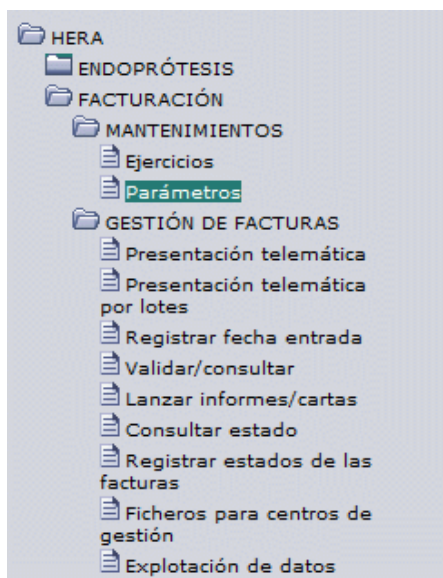 HERA
ENDOPRÓTESIS
FACTURACIÓN
MANTENIMIENTOS
Ejercicios
Parámetros
GESTIÓN DE FACTURAS
Presentación telemática
Presentación telemática
por lotes
Registrar fecha entrada
Validar/consultar
Lanzar informes/cartas
Consultar estado
Registrar estados de las
facturas
Ficheros para centros de
gestión
Explotación de datos